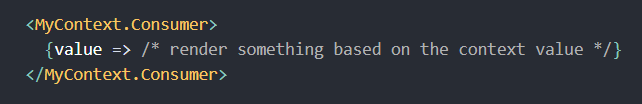 <MyContext.Consumer>
  {value => /* render something based on the context value */}
</MyContext.Consumer>